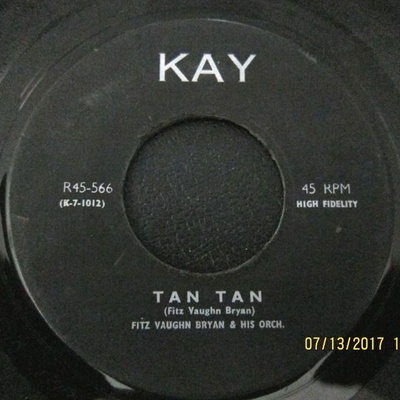 KAY
R45-566
(K-7-1012)
45 RPM
HIGH FIDELITY
TAN TAN
(Fitz Vaughn Bryan)
FITZ VAUGHN BRYAN & HIS ORCH.
07/13/2017 1